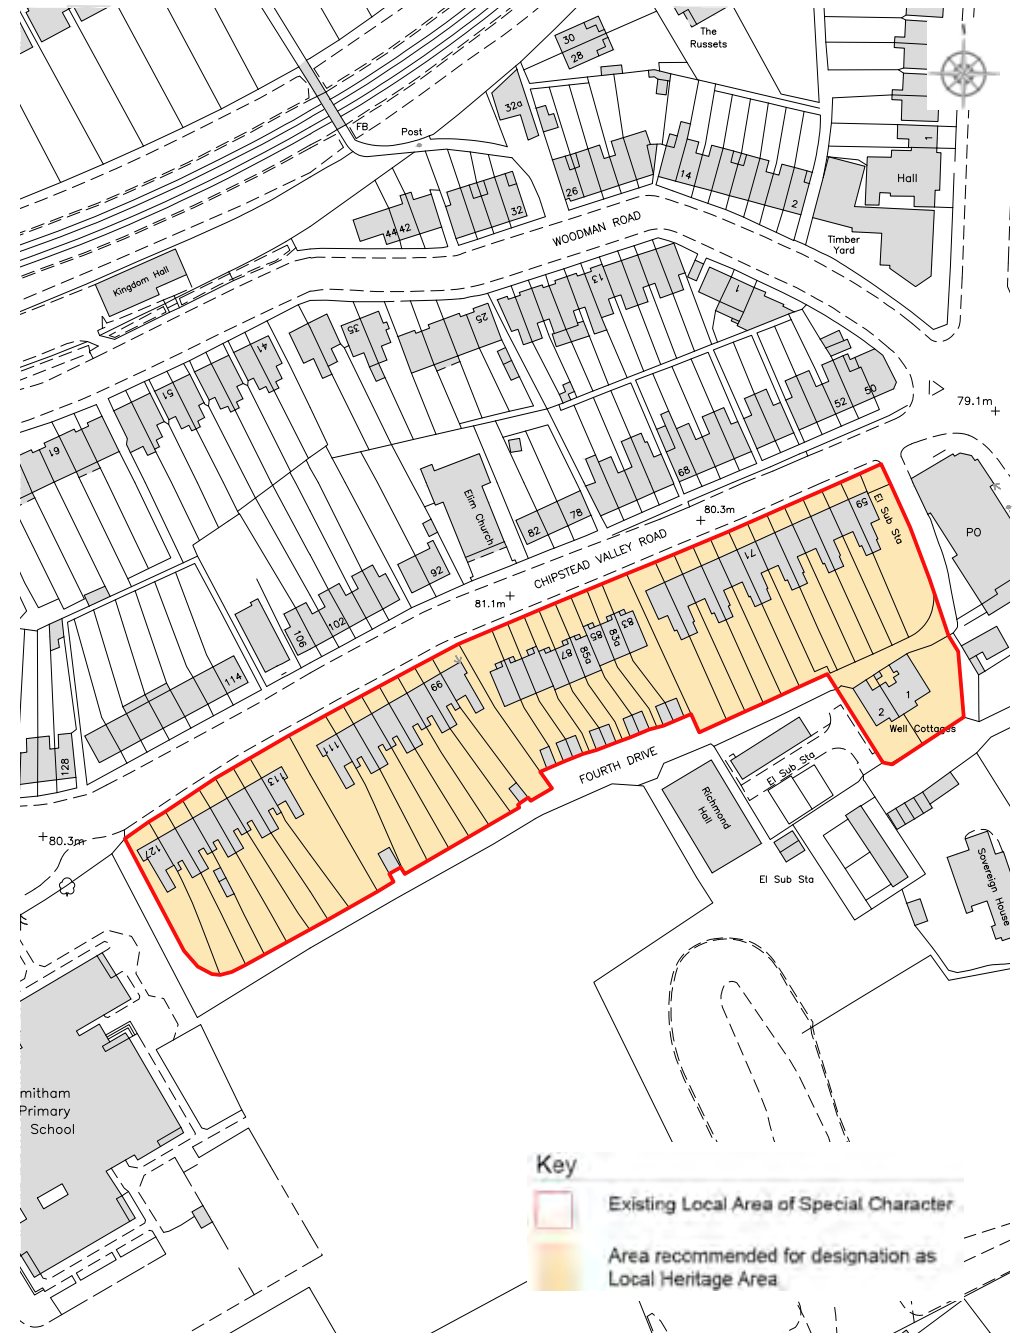 The
Russets
30
28
32a
FB
Post
1
Hall
26
14
2
32
44 42
WOODMAN ROAD
Timber
Yard
Kingdom Hall
13
1
25
35
41
51
61
52
50
79.1m
68
78
82
80.3m
59
El Sub Sta
PO
Elim Church
CHIPSTEAD VALLEY ROAD
71
92
81.1m
83
83a
85
85a
87
102
106
99
114
111
1
2
Well Cottages
128
113
FOURTH DRIVE
El Sub Sta
Richmond
Hall
80.3m
127
El Sub Sta
Sovereign House
mitham
Primary
School
Key
Existing Local Area of Special Character
Area recommended for designation as
Local Heritage Area